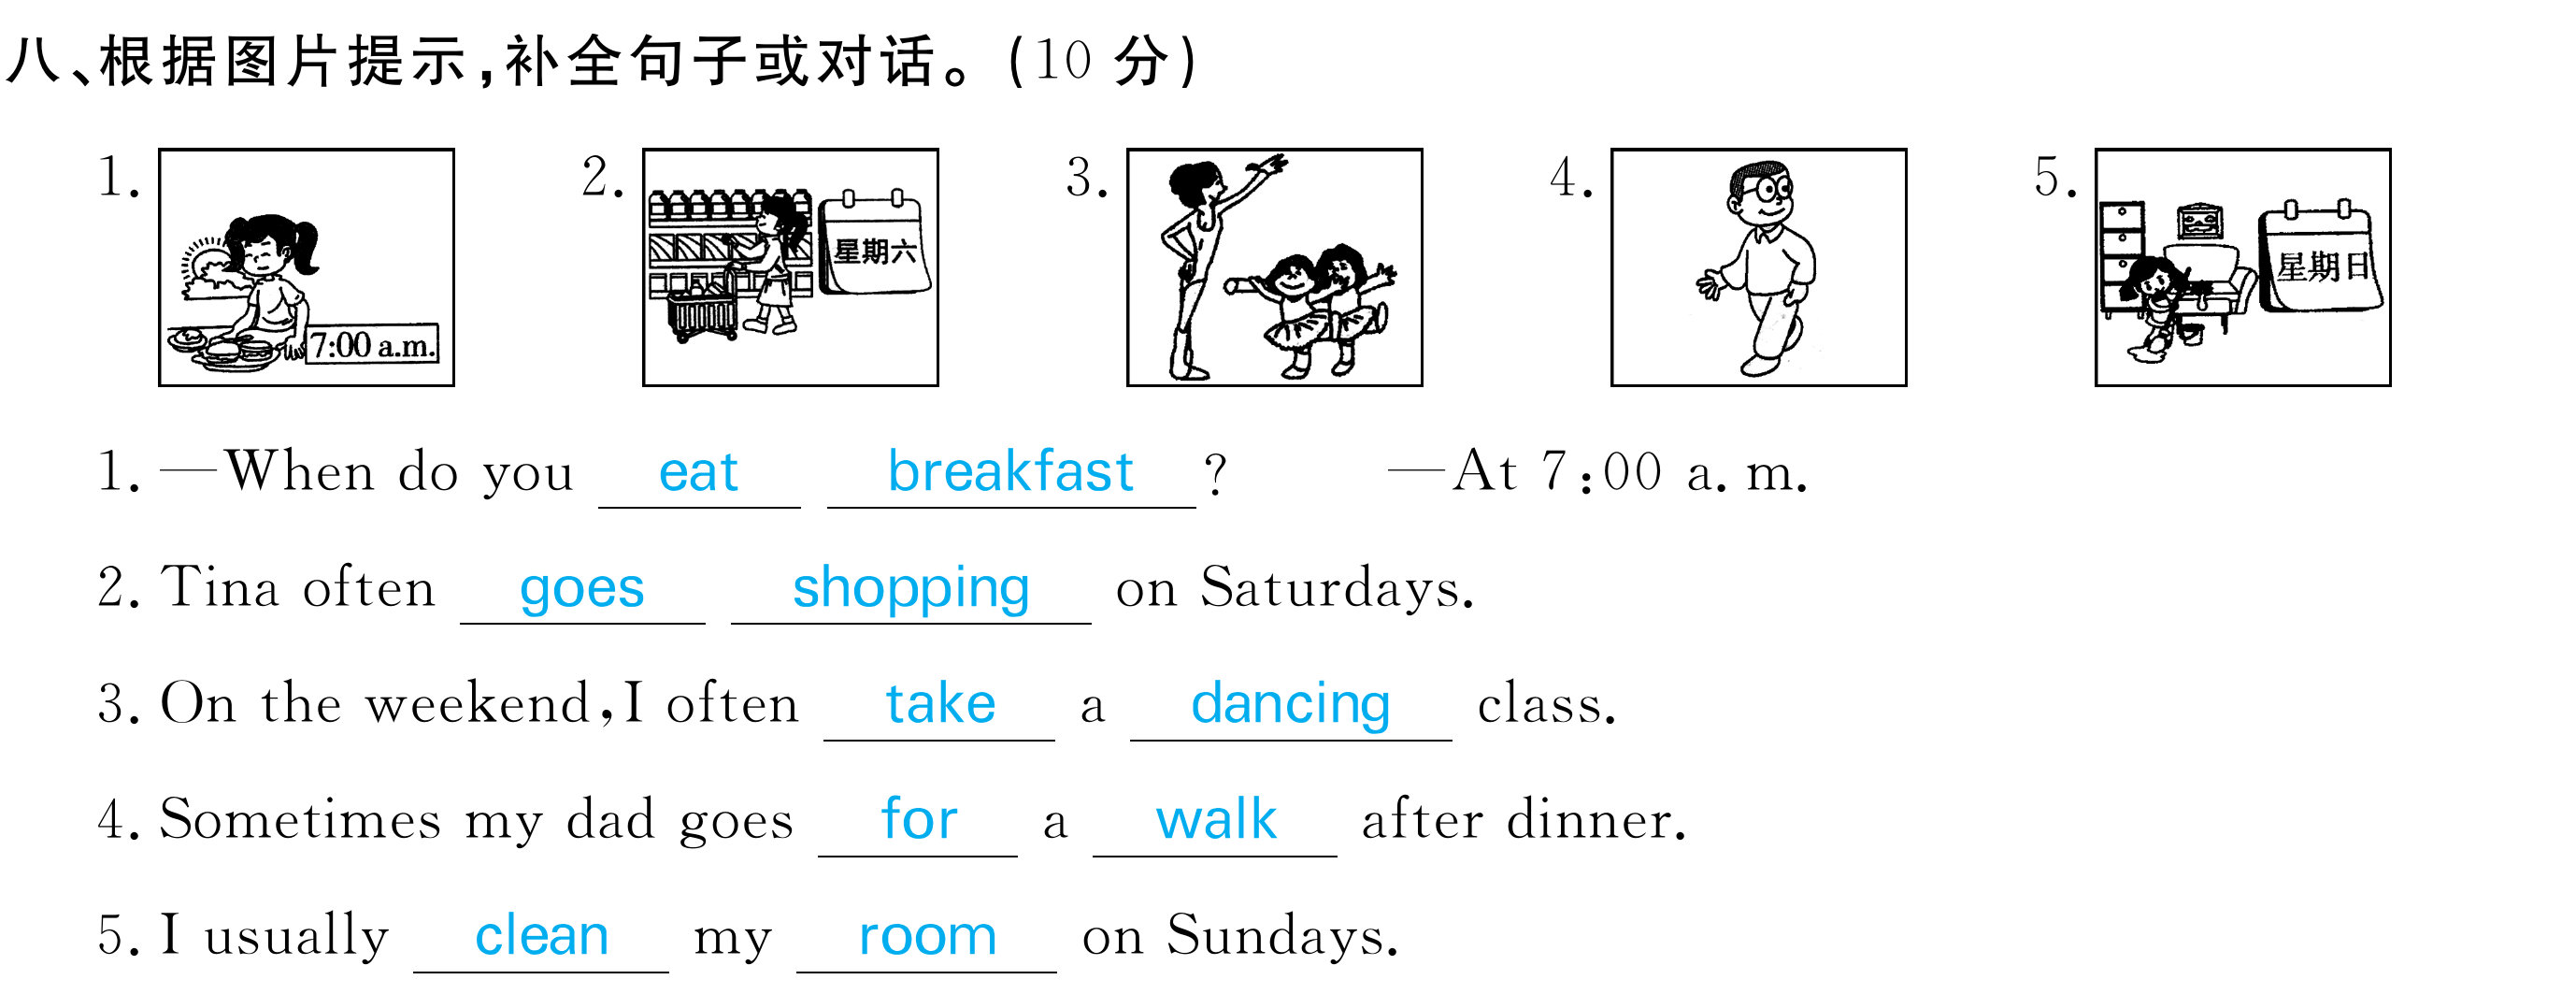 八、根据图片提示,补全句子或对话。(10 分)
1. 2. 3. 4. 5.
星期六
星期日
7:00 a.m.
1. —When do you eat breakfast? —At 7:00 a. m.
2. Tina often goes shopping on Saturdays.
3. On the weekend,I often take a dancing class.
4. Sometimes my dad goes for a walk after dinner.
5. I usually clean my room on Sundays.